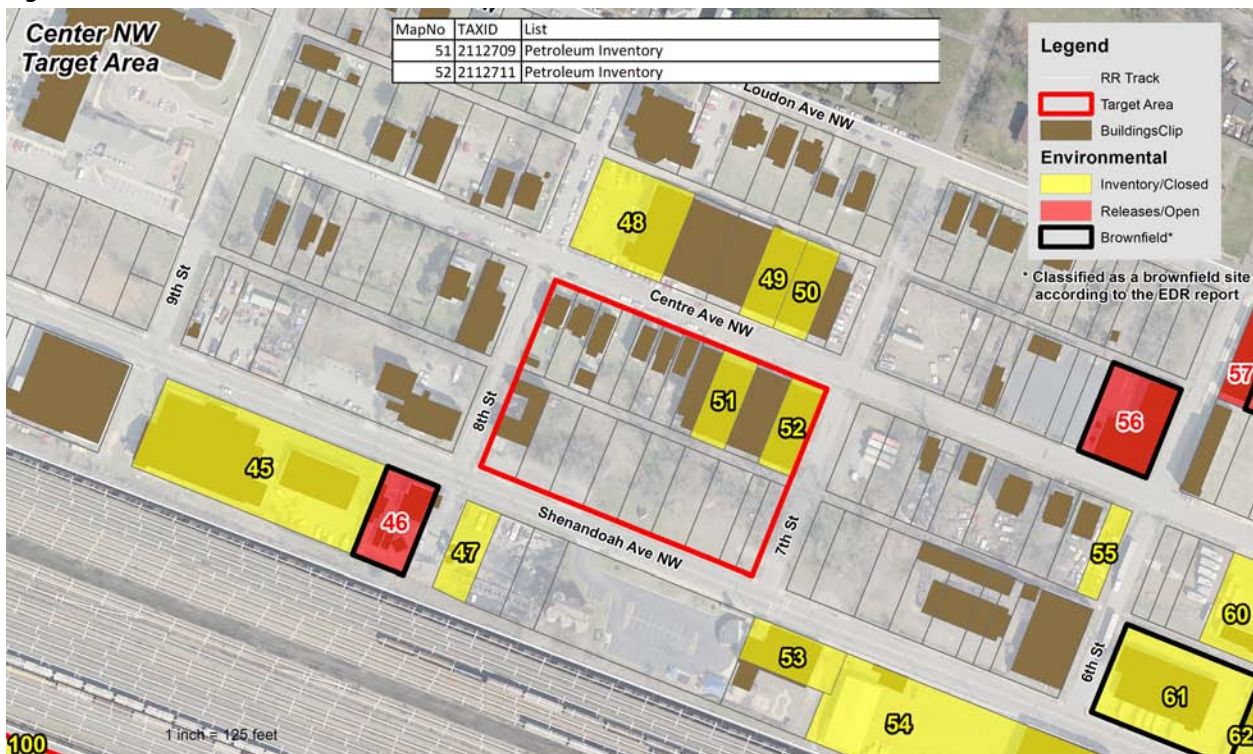 Center NW
Target Area
MapNo TAXID List
51 2112709 Petroleum Inventory
52 2112711 Petroleum Inventory
Legend
RR Track
Target Area
BuildingsClip
Environmental
Inventory/Closed
Releases/Open
Brownfield*
* Classified as a brownfield site
according to the EDR report
Loudon Ave NW
9th St
48
49
50
Centre Ave NW
57
56
51
52
8th St
45
46
47
Shenandoah Ave NW
7th St
55
60
53
54
6th St
61
62
100
1 inch = 125 feet